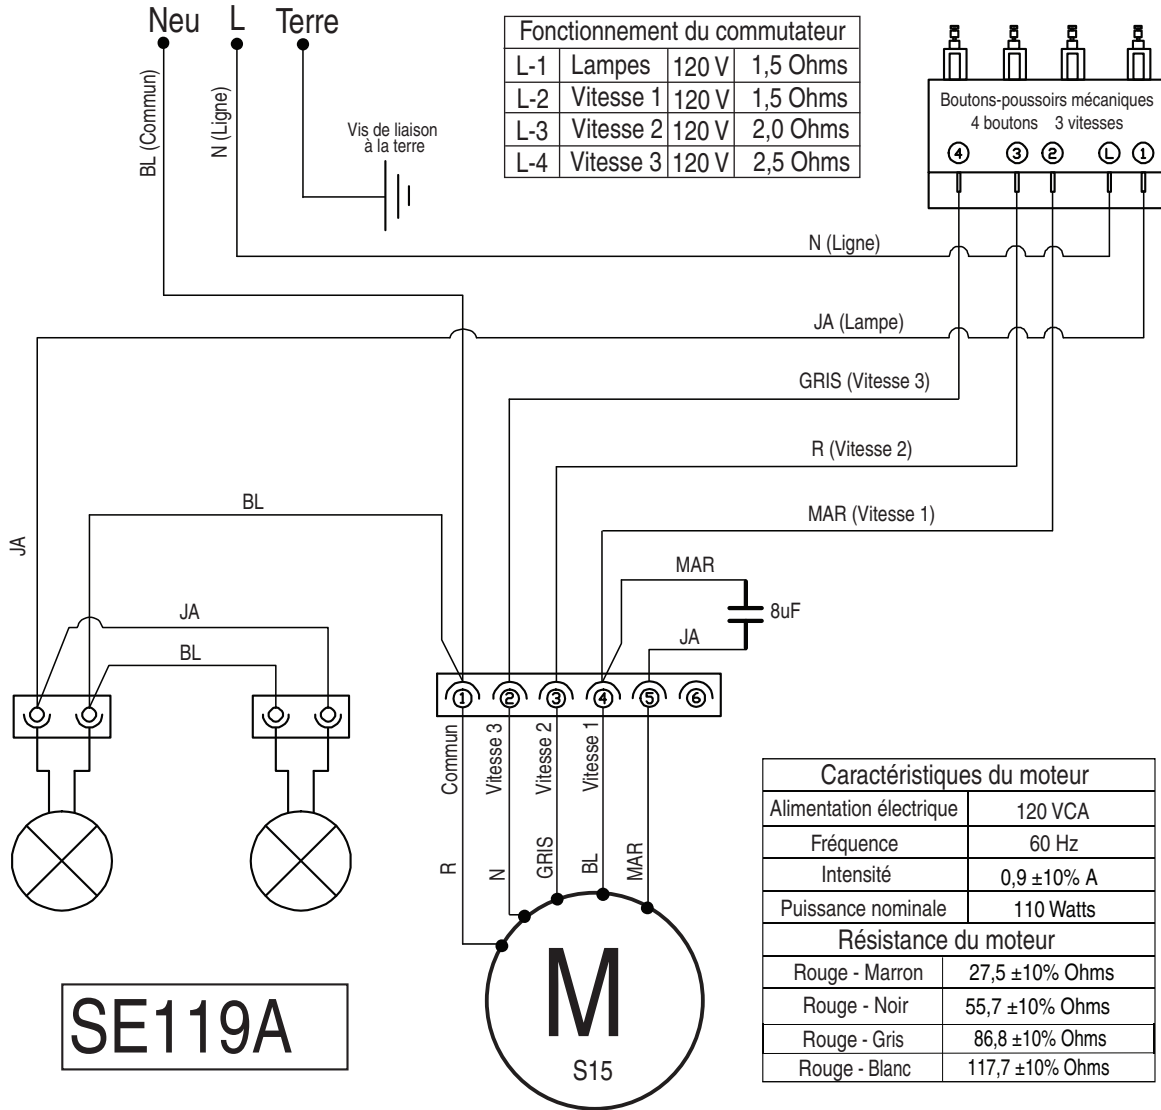 Neu L Terre
BL (Commun)
N (Ligne)
Vis de liaison
à la terre
Fonctionnement du commutateur
L-1 Lampes 120 V 1,5 Ohms
L-2 Vitesse 1 120 V 1,5 Ohms
L-3 Vitesse 2 120 V 2,0 Ohms
L-4 Vitesse 3 120 V 2,5 Ohms
Boutons-poussoirs mécaniques
4 boutons 3 vitesses
4 3 2 L 1
N (Ligne)
JA (Lampe)
GRIS (Vitesse 3)
R (Vitesse 2)
MAR (Vitesse 1)
BL
JA
MAR
8uF
JA
JA
BL
1 2 3 4 5 6
Commun
Vitesse 3
Vitesse 2
Vitesse 1
R
N
GRIS
BL
MAR
M
S15
SE119A
Caractéristiques du moteur
Alimentation électrique 120 VCA
Fréquence 60 Hz
Intensité 0,9 ±10% A
Puissance nominale 110 Watts
Résistance du moteur
Rouge - Marron 27,5 ±10% Ohms
Rouge - Noir 55,7 ±10% Ohms
Rouge - Gris 86,8 ±10% Ohms
Rouge - Blanc 117,7 ±10% Ohms